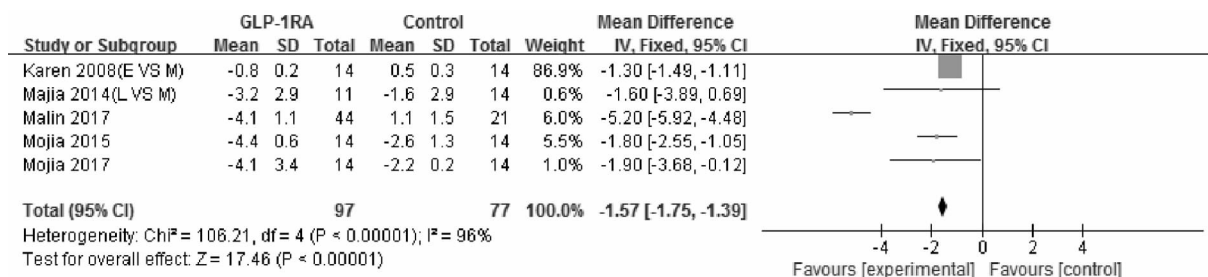 GLP-1RA Control Mean Difference Mean Difference
Study or Subgroup Mean SD Total Mean SD Total Weight IV, Fixed, 95% CI IV, Fixed, 95% CI
Karen 2008(E VS M) -0.8 0.2 14 0.5 0.3 14 86.9% -1.30 [-1.49, -1.11]
Majia 2014(L VS M) -3.2 2.9 11 -1.6 2.9 14 0.6% -1.60 [-3.89, 0.69]
Malin 2017 -4.1 1.1 44 1.1 1.5 21 6.0% -5.20 [-5.92, -4.48]
Mojia 2015 -4.4 0.6 14 -2.6 1.3 14 5.5% -1.80 [-2.55, -1.05]
Mojia 2017 -4.1 3.4 14 -2.2 0.2 14 1.0% -1.90 [-3.68, -0.12]
Total (95% CI) 97 77 100.0% -1.57 [-1.75, -1.39]
Heterogeneity: Chi² = 106.21, df = 4 (P < 0.00001); I² = 96%
Test for overall effect: Z = 17.46 (P < 0.00001)
-4 -2 0 2 4
Favours [experimental] Favours [control]